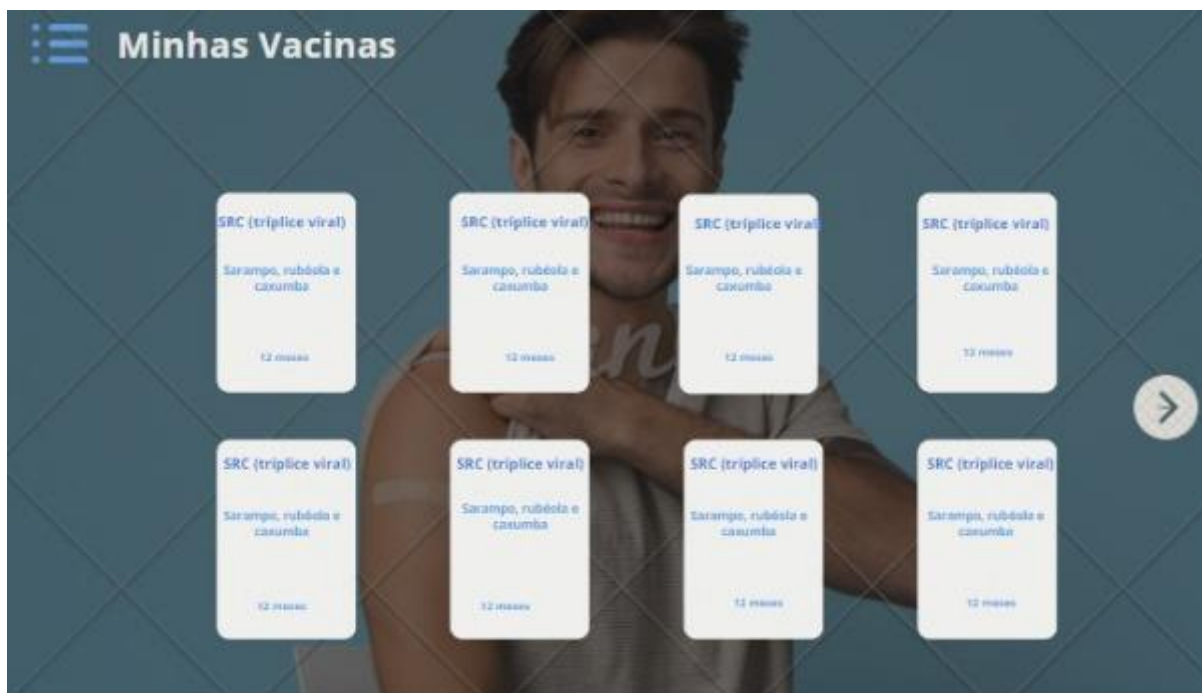 Minhas Vacinas
SRC (tríplice viral)
Sarampo, rubéola e
caxumba
12 meses
SRC (tríplice viral)
Sarampo, rubéola e
caxumba
12 meses
SRC (tríplice viral)
Sarampo, rubéola e
caxumba
12 meses
SRC (tríplice viral)
Sarampo, rubéola e
caxumba
12 meses
SRC (tríplice viral)
Sarampo, rubéola e
caxumba
12 meses
SRC (tríplice viral)
Sarampo, rubéola e
caxumba
12 meses
SRC (tríplice viral)
Sarampo, rubéola e
caxumba
12 meses
SRC (tríplice viral)
Sarampo, rubéola e
caxumba
12 meses